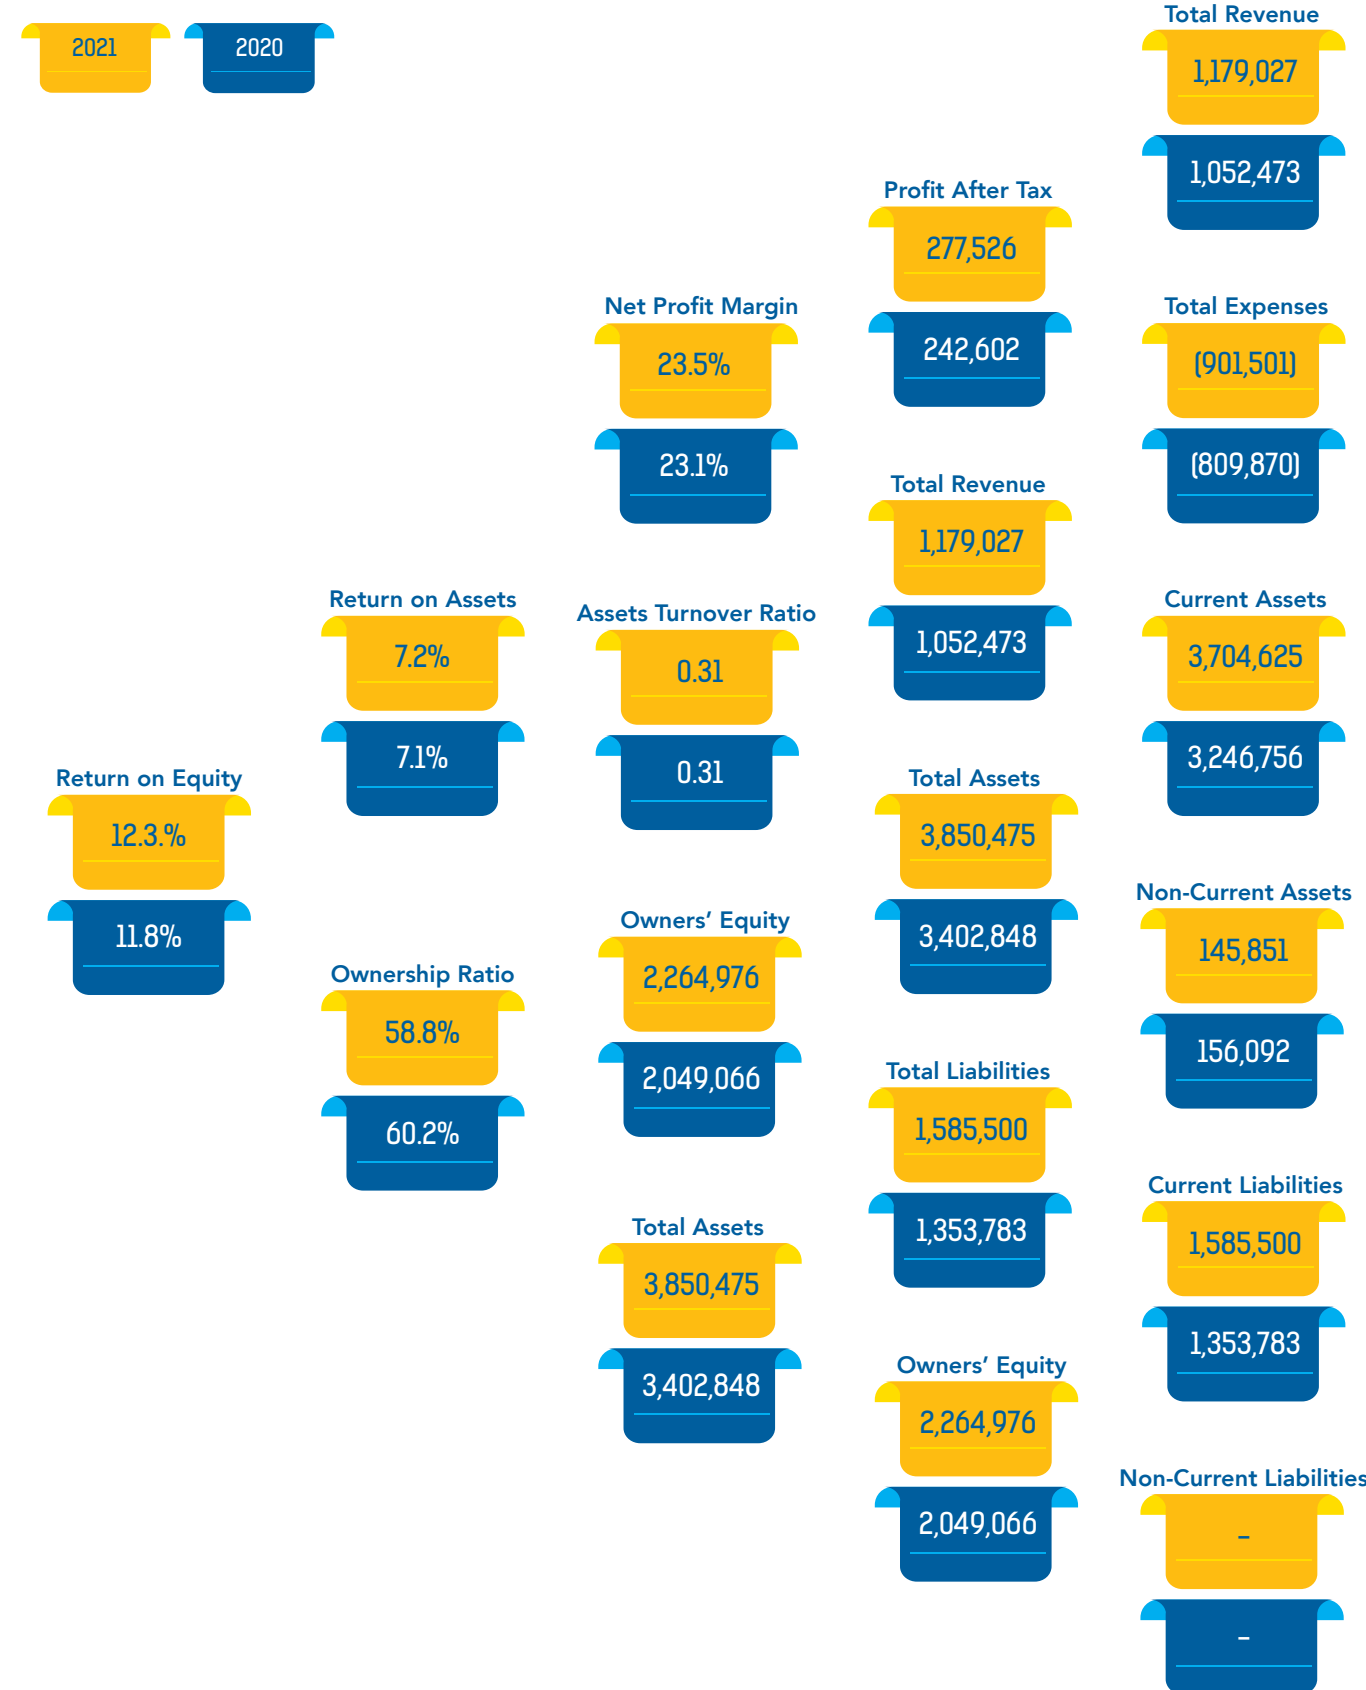 2021
2020
Total Revenue
1,179,027
1,052,473
Profit After Tax
277,526
242,602
Net Profit Margin
23.5%
23.1%
Total Expenses
(901,501)
(809,870)
Total Revenue
1,179,027
1,052,473
Return on Assets
7.2%
7.1%
Assets Turnover Ratio
0.31
0.31
Current Assets
3,704,625
3,246,756
Return on Equity
12.3.%
11.8%
Total Assets
3,850,475
3,402,848
Non-Current Assets
145,851
156,092
Owners’ Equity
2,264,976
2,049,066
Ownership Ratio
58.8%
60.2%
Total Liabilities
1,585,500
1,353,783
Current Liabilities
1,585,500
1,353,783
Total Assets
3,850,475
3,402,848
Owners’ Equity
2,264,976
2,049,066
Non-Current Liabilities
–
–